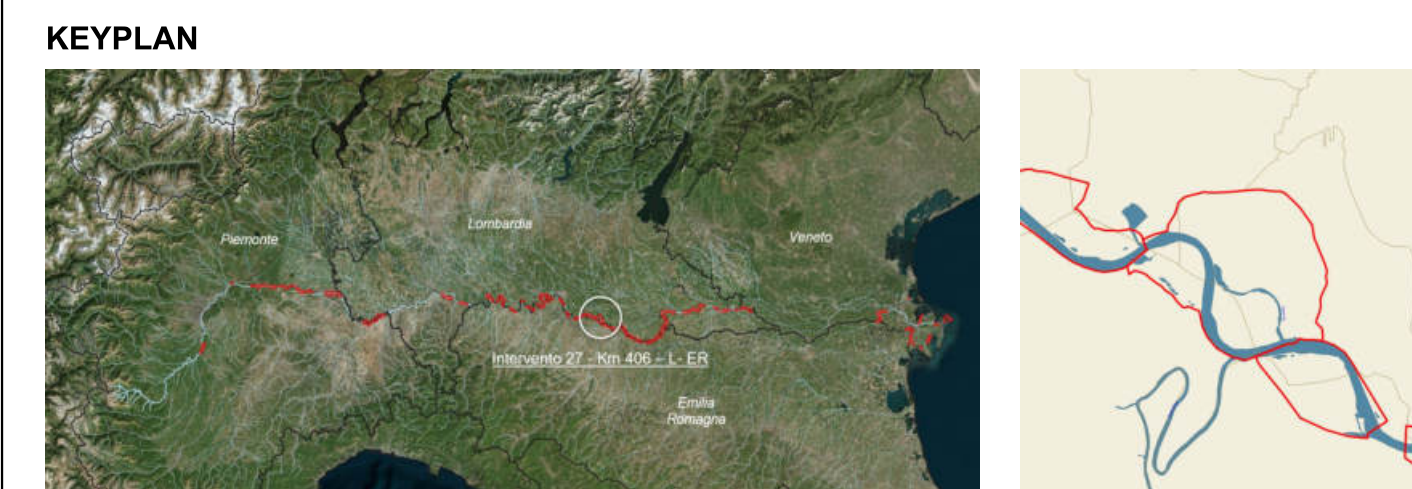 KEYPLAN
Lombardia
Piemonte
Veneto
Intervento 27 - Km 406 – L- ER
Emilia
Romagna